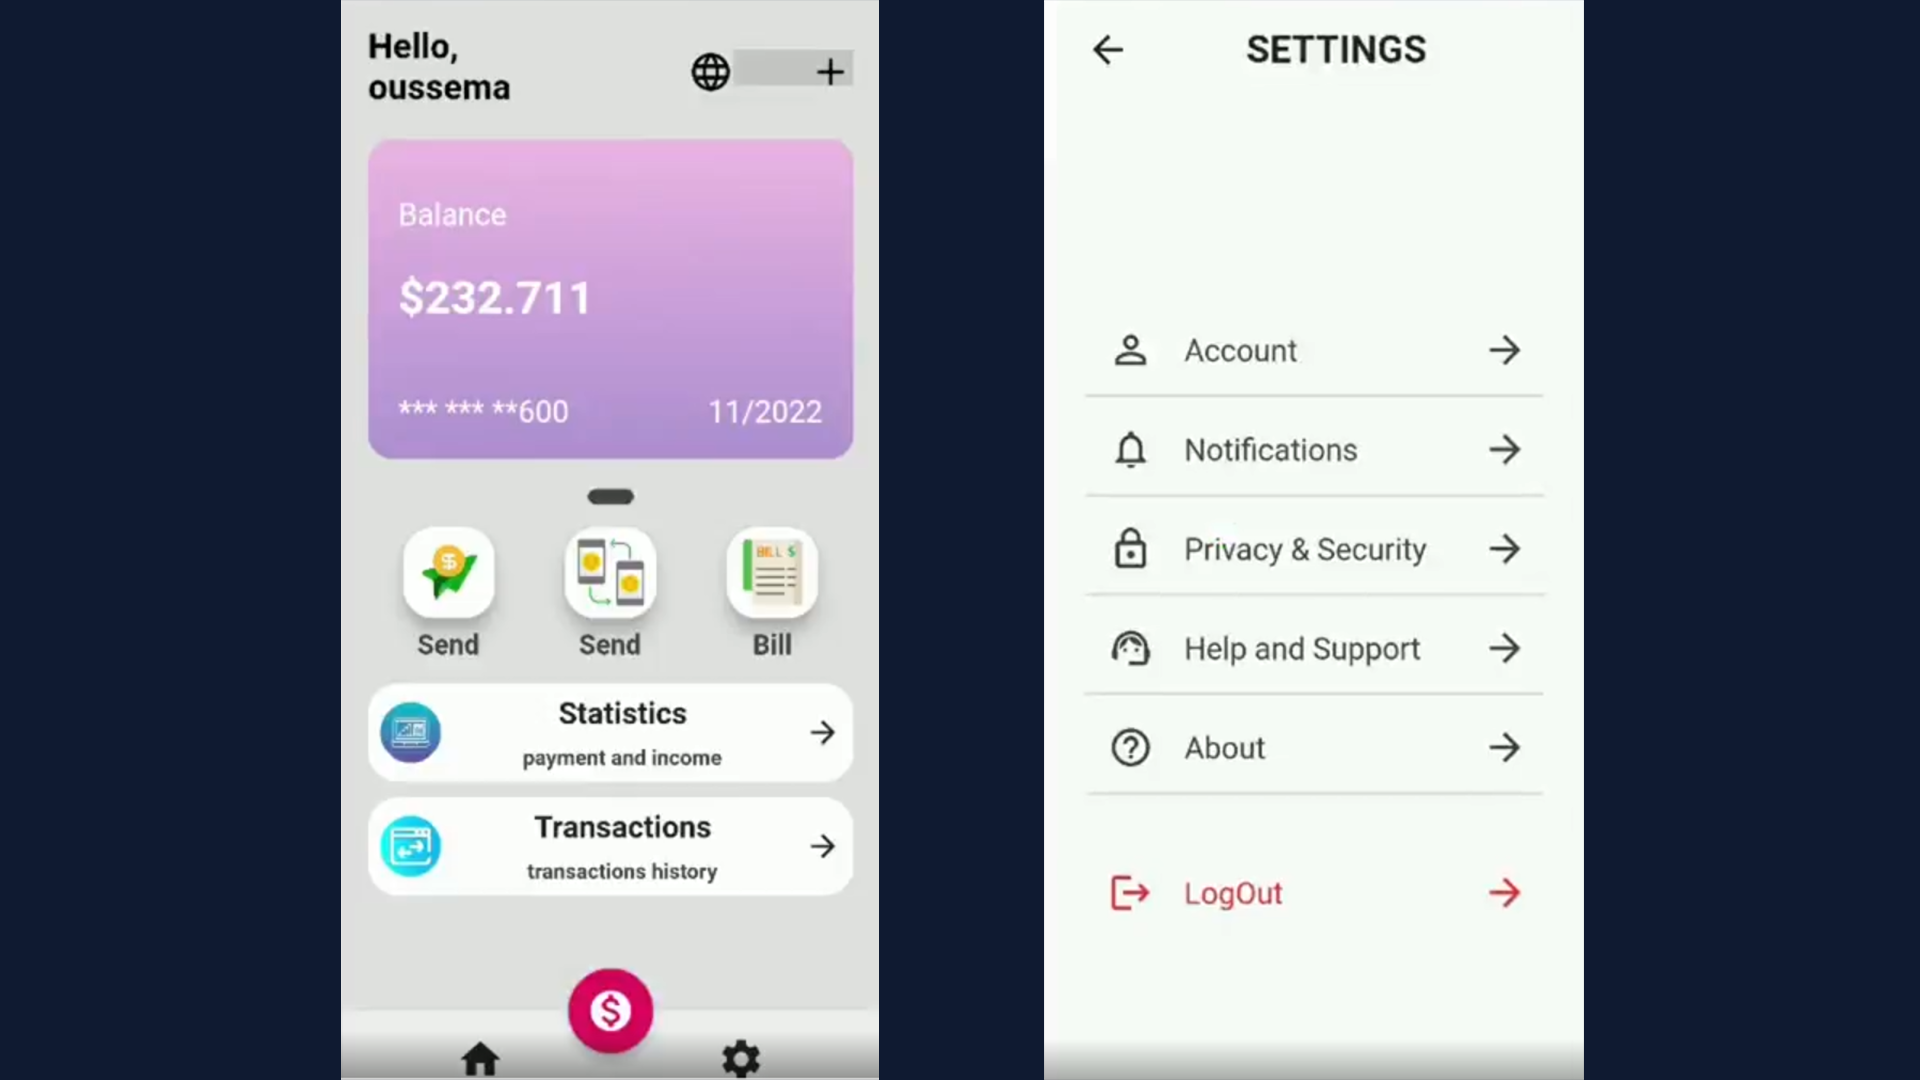 Hello,
oussema
Balance
$232.711
*** *** **600
11/2022
BILL $
Send
Send
Bill
Statistics
payment and income
Transactions
transactions history
SETTINGS
Account
Notifications
Privacy & Security
Help and Support
About
LogOut